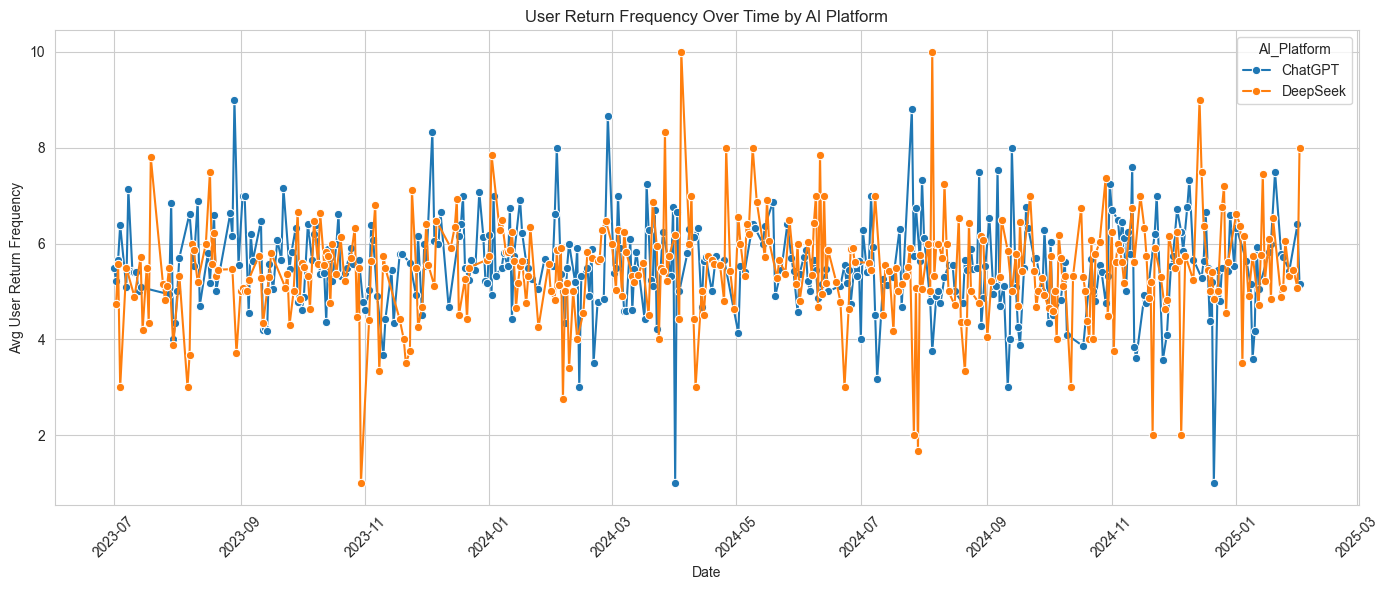 User Return Frequency Over Time by AI Platform
AI_Platform
ChatGPT
DeepSeek
Avg User Return Frequency
10
8
6
4
2
2023-07
2023-09
2023-11
2024-01
2024-03
2024-05
2024-07
2024-09
2024-11
2025-01
2025-03
Date